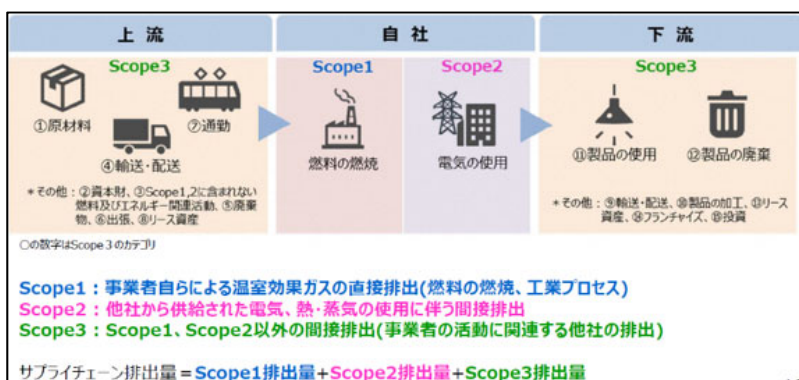 上流
自社
下流
Scope3
Scope1
Scope2
Scope3
①原材料
⑦通勤
④輸送・配送
燃料の燃焼
電気の使用
⑪製品の使用
⑫製品の廃棄
＊その他：②資本財、③Scope1,2に含まれない
燃料及びエネルギー関連活動、⑤廃棄
物、⑥出張、⑧リース資産
＊その他：⑨輸送・配送、⑩製品の加工、⑬リース
資産、⑭フランチャイズ、⑮投資
○の数字はScope 3 のカテゴリ
Scope1：事業者自らによる温室効果ガスの直接排出(燃料の燃焼、工業プロセス)
Scope2：他社から供給された電気、熱・蒸気の使用に伴う間接排出
Scope3：Scope1、Scope2以外の間接排出(事業者の活動に関連する他社の排出)
サプライチェーン排出量＝Scope1排出量+Scope2排出量+Scope3排出量